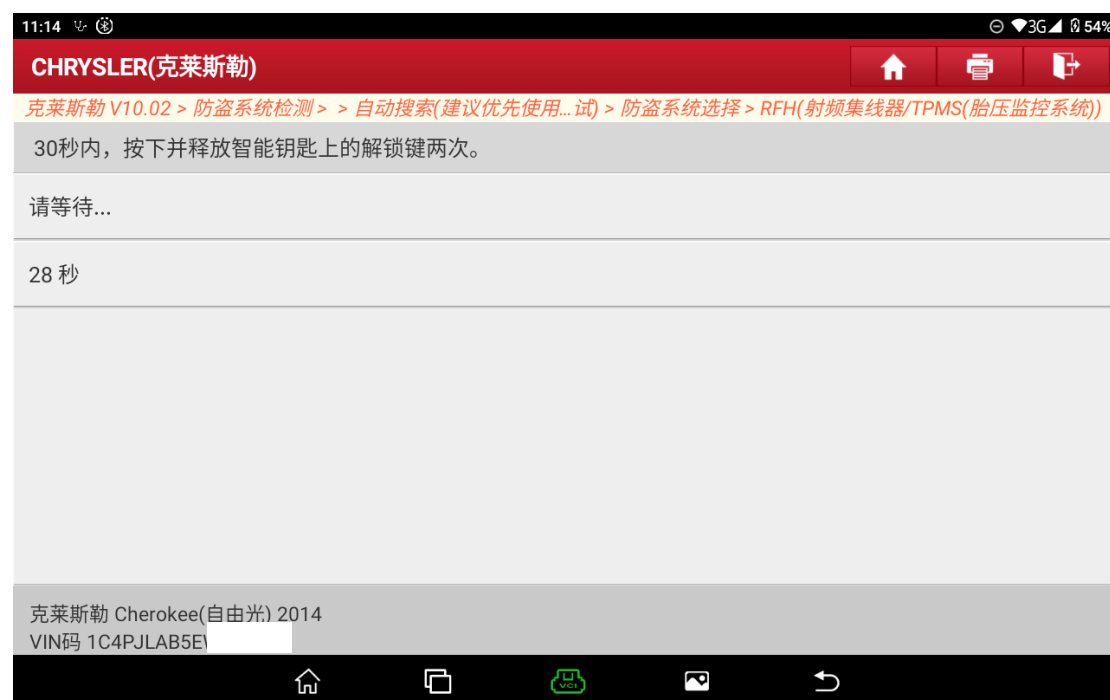 11:14 3G 54%
CHRYSLER(克莱斯勒)
克莱斯勒 V10.02 > 防盗系统检测 > > 自动搜索(建议优先使用...试) > 防盗系统选择 > RFH(射频集线器/TPMS(胎压监控系统))
30秒内，按下并释放智能钥匙上的解锁键两次。
请等待...
28 秒
克莱斯勒 Cherokee(自由光) 2014
VIN码 1C4PJLAB5E
VCI